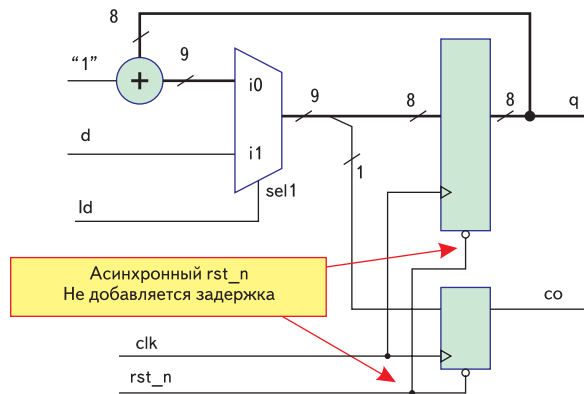 8
“1”
9
+
i0
9
8
8
q
d
i1
1
sel1
ld
Асинхронный rst_n
Не добавляется задержка
co
clk
rst_n